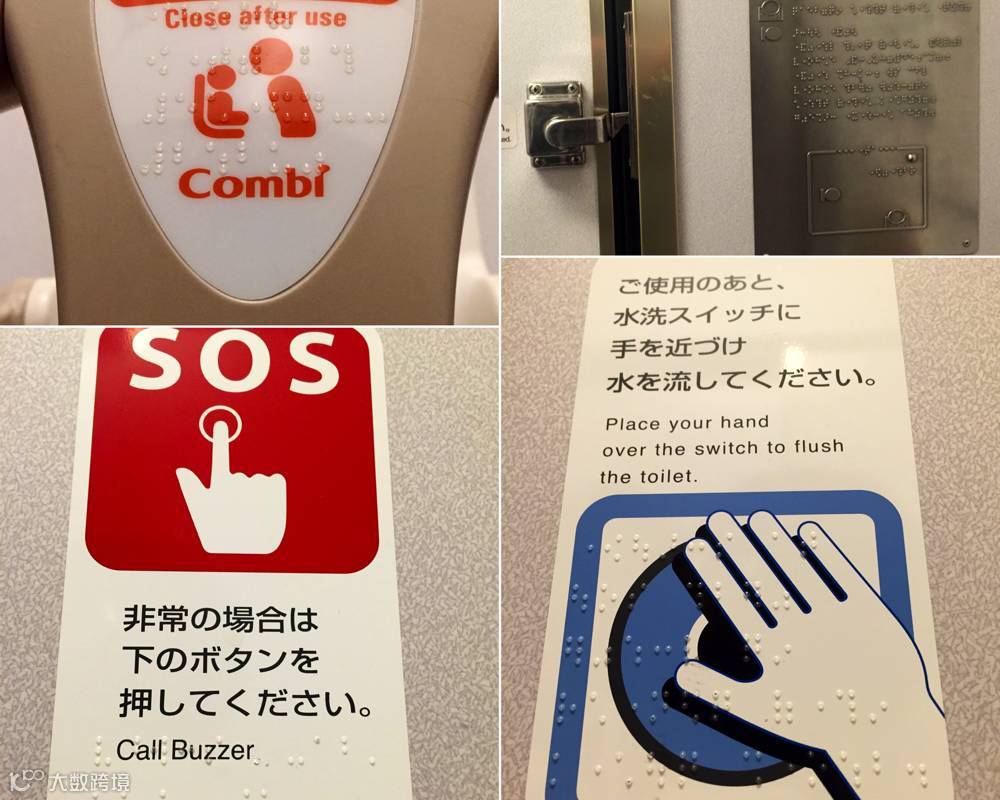 Close after use
Combi
SOS
非常の場合は
下のボタンを
押してください。
Call Buzzer
ご使用のあと、
水洗スイッチに
手を近づけ
水を流してください。
Place your hand
over the switch to flush
the toilet.
大数跨境